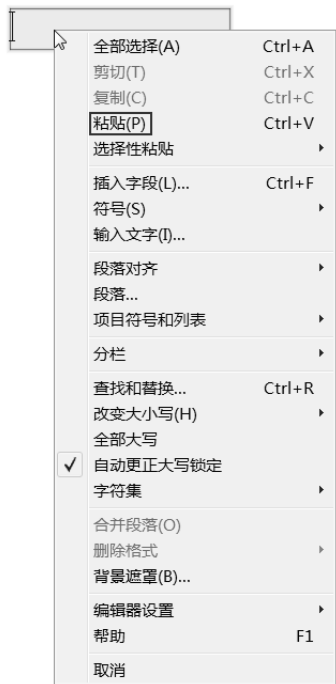 全部选择(A) Ctrl+A
剪切(T) Ctrl+X
复制(C) Ctrl+C
粘贴(P) Ctrl+V
选择性粘贴
插入字段(L)... Ctrl+F
符号(S)
输入文字(I)...
段落对齐
段落...
项目符号和列表
分栏
查找和替换... Ctrl+R
改变大小写(H)
全部大写
自动更正大写锁定
字符集
合并段落(O)
删除格式
背景遮罩(B)...
编辑器设置
帮助 F1
取消